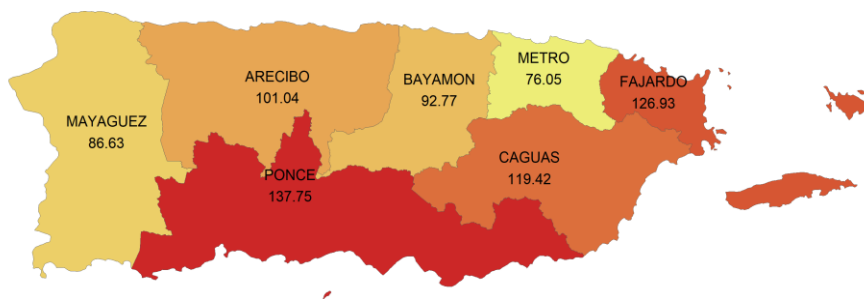 METRO
76.05
ARECIBO
101.04
BAYAMON
92.77
FAJARDO
126.93
MAYAGUEZ
86.63
CAGUAS
119.42
PONCE
137.75